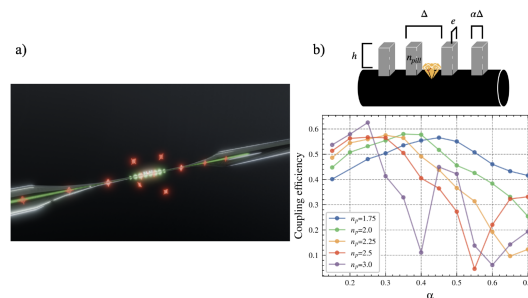 a)
b)
Δ
e
αΔ
h
n_pill
Coupling efficiency
0.6
0.5
0.4
0.3
0.2
0.1
n_p=1.75
n_p=2.0
n_p=2.25
n_p=2.5
n_p=3.0
0.2 0.3 0.4 0.5 0.6
α